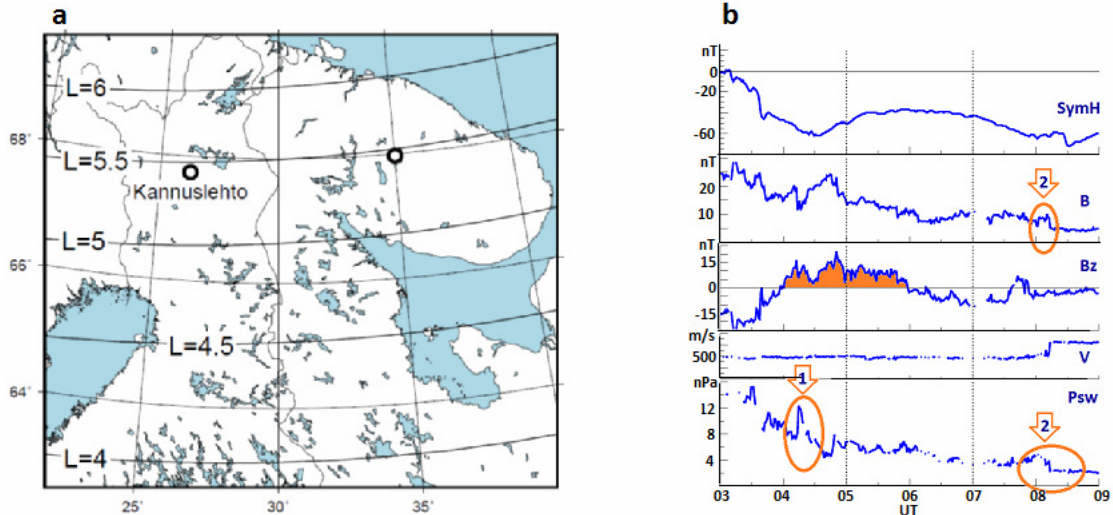 a
L=6
68°
L=5.5
Kannuslehto
L=5
66°
L=4.5
64°
L=4
25°
30°
35°
b
nT
0
-20
-60
SymH
nT
20
10
2
B
nT
15
0
-15
Bz
m/s
500
V
1
nPa
12
8
4
2
Psw
03
04
05
06
07
08
09
UT